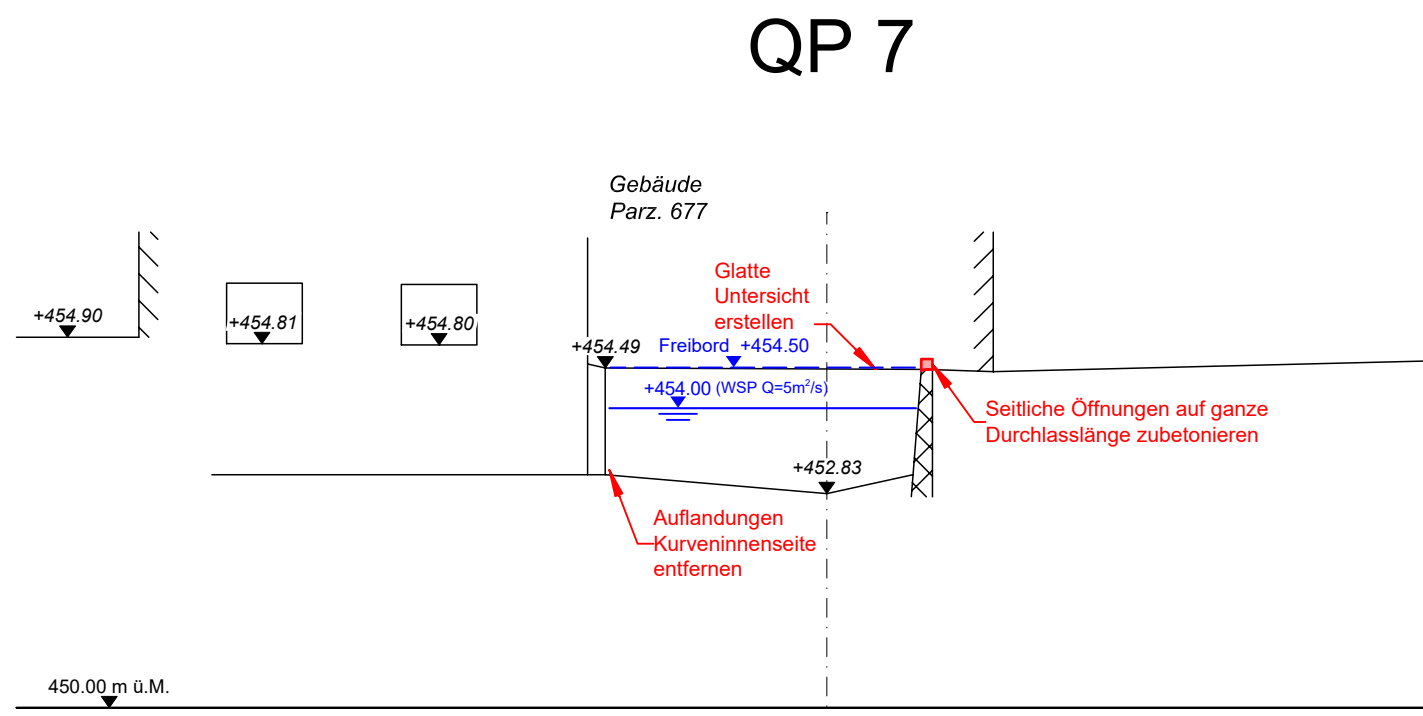 QP 7
Gebäude
Parz. 677
Glatte
Untersicht
erstellen
+454.90
+454.81
+454.80
+454.49
Freibord +454.50
+454.00 (WSP Q=5m²/s)
Seitliche Öffnungen auf ganze
Durchlasslänge zubetonieren
+452.83
Auflandungen
Kurveninnenseite
entfernen
450.00 m ü.M.